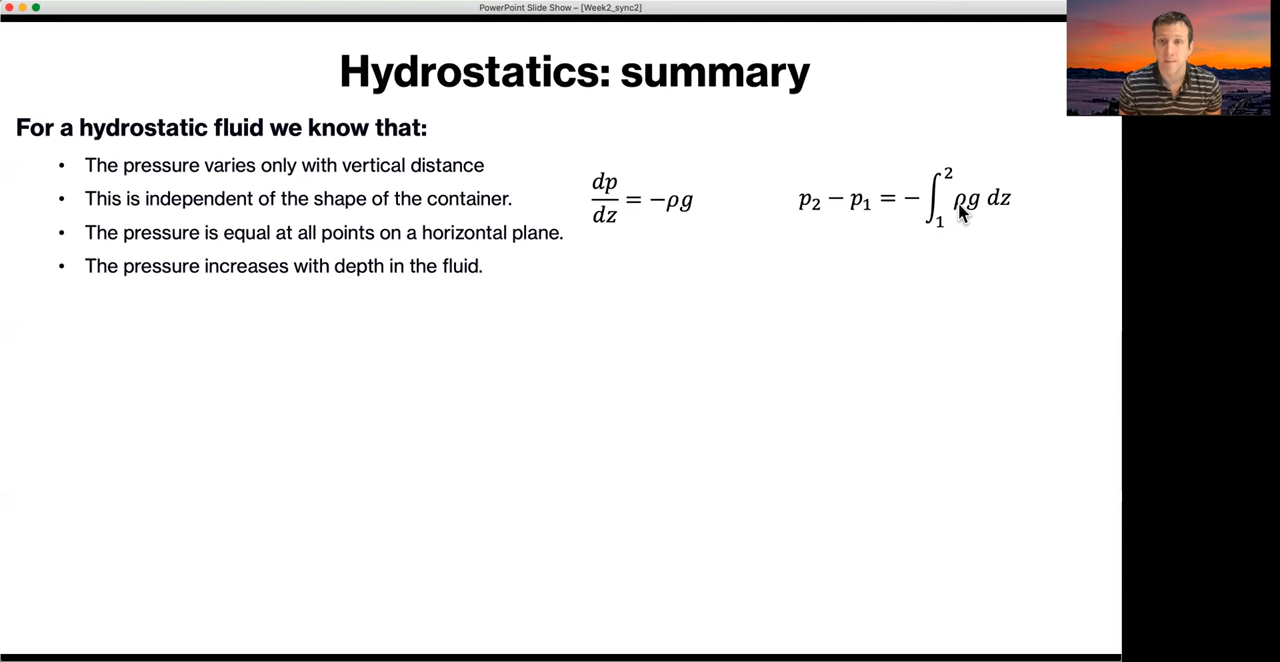 PowerPoint Slide Show – [Week2_sync2]
Hydrostatics: summary
For a hydrostatic fluid we know that:
• The pressure varies only with vertical distance
• This is independent of the shape of the container.
• The pressure is equal at all points on a horizontal plane.
• The pressure increases with depth in the fluid.
dp/dz = −ρg
p₂ − p₁ = −∫₁² ρg dz